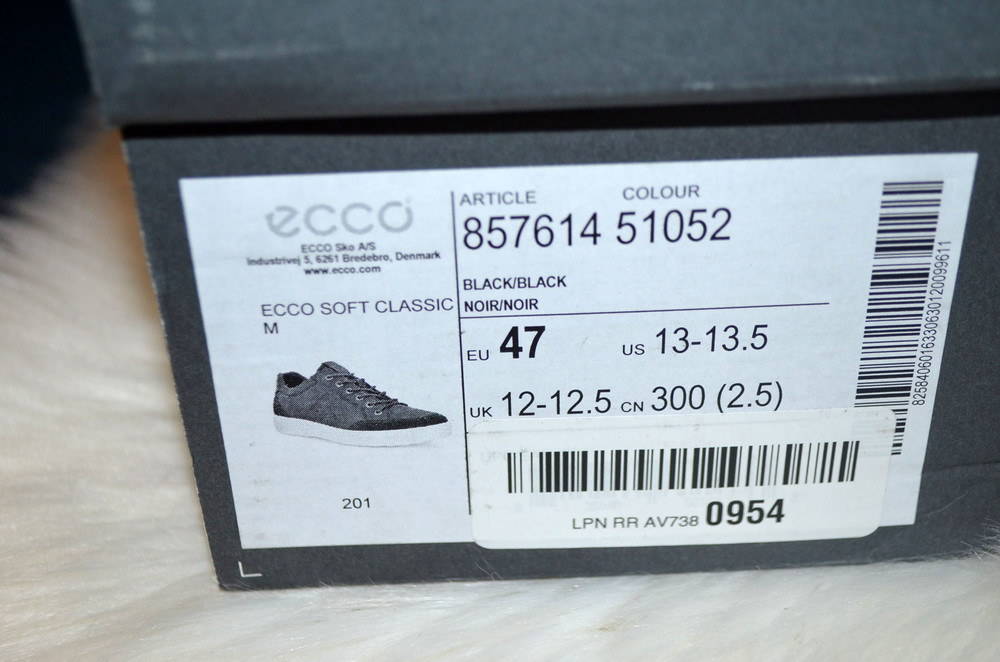 ecco
ECCO Sko A/S
Industrivej 5, 6261 Bredebro, Denmark
www.ecco.com
ECCO SOFT CLASSIC
M
201
ARTICLE COLOUR
857614 51052
BLACK/BLACK
NOIR/NOIR
EU 47 US 13-13.5
UK 12-12.5 CN 300 (2.5)
LPN RR AV738 0954
8258406016330630120099611
L